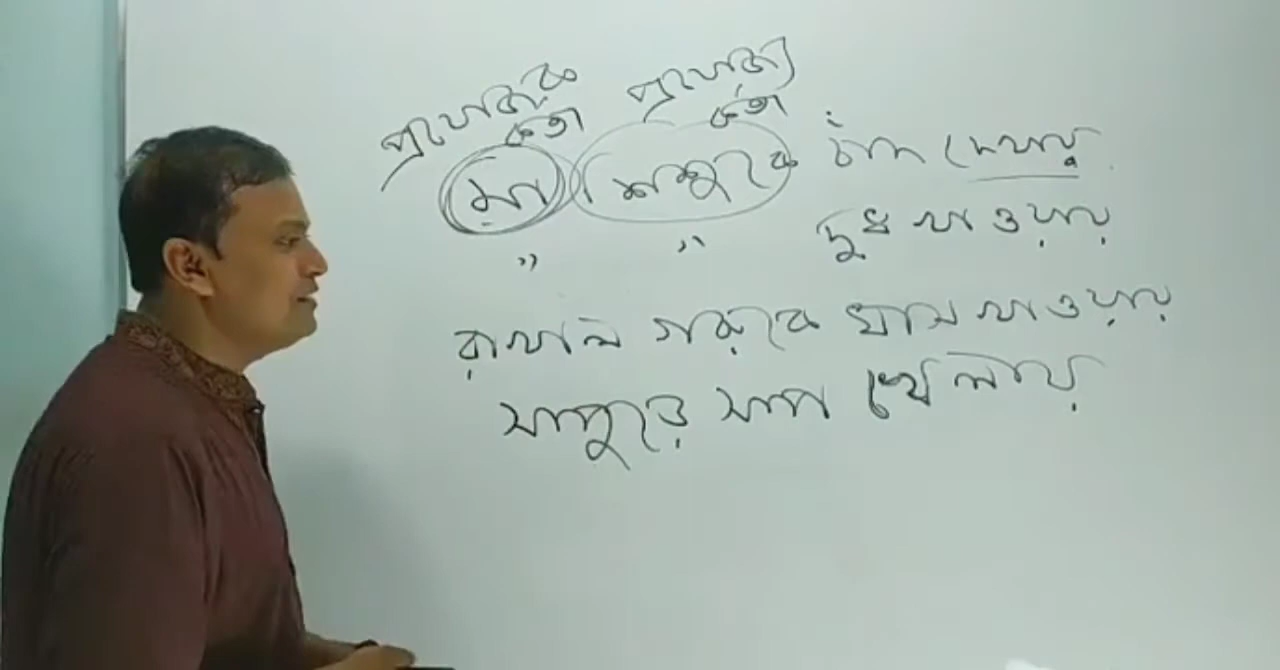 প্রযোজক প্রযোজ্য
কর্তা কর্তা
মা শিশুকে চাঁদ দেখায়
" " দুধ খাওয়ায়
রাখাল গরুকে ঘাস খাওয়ায়
সাপুড়ে সাপ খেলায়